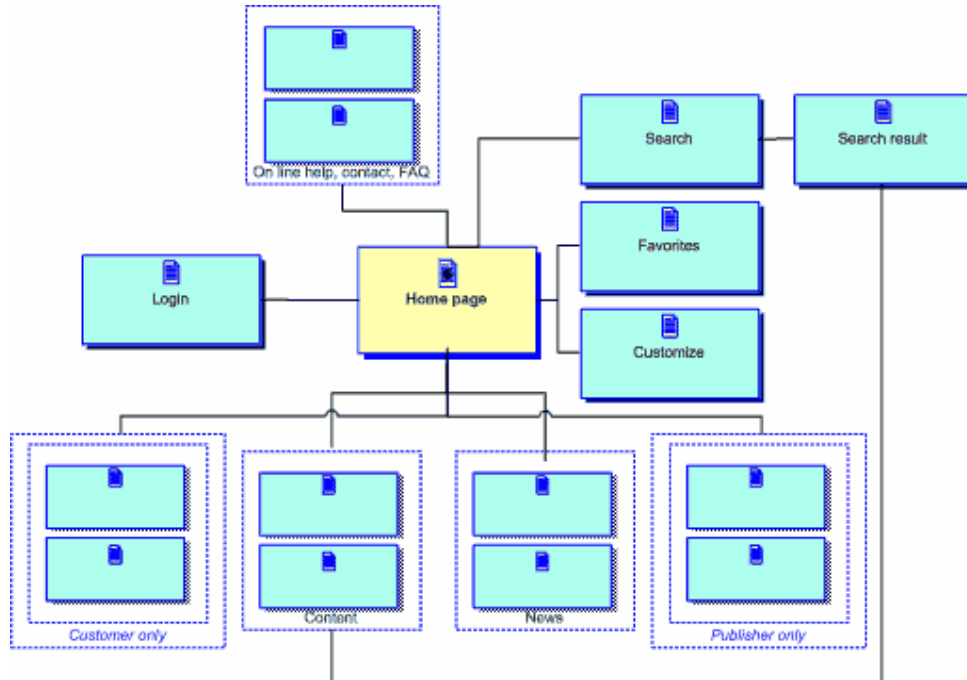 On line help, contact, FAQ
Search
Search result
Favorites
Login
Home page
Customize
Customer only
Content
News
Publisher only